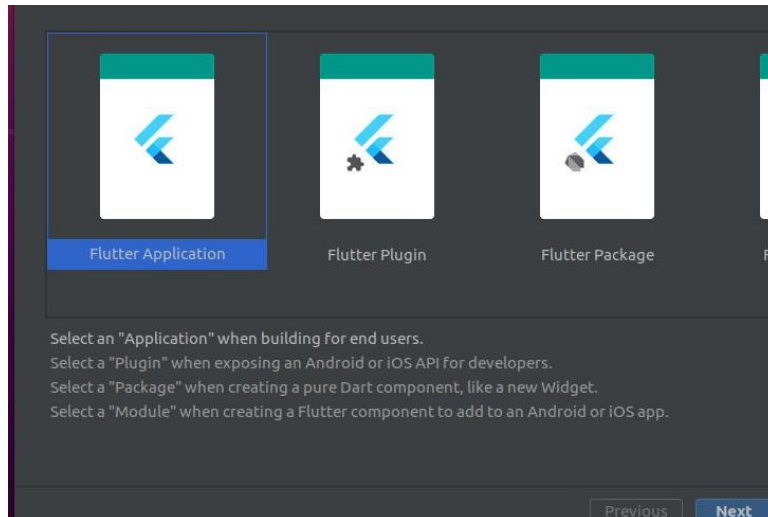 Flutter Application
Flutter Plugin
Flutter Package
Select an "Application" when building for end users.
Select a "Plugin" when exposing an Android or iOS API for developers.
Select a "Package" when creating a pure Dart component, like a new Widget.
Select a "Module" when creating a Flutter component to add to an Android or iOS app.
Previous
Next